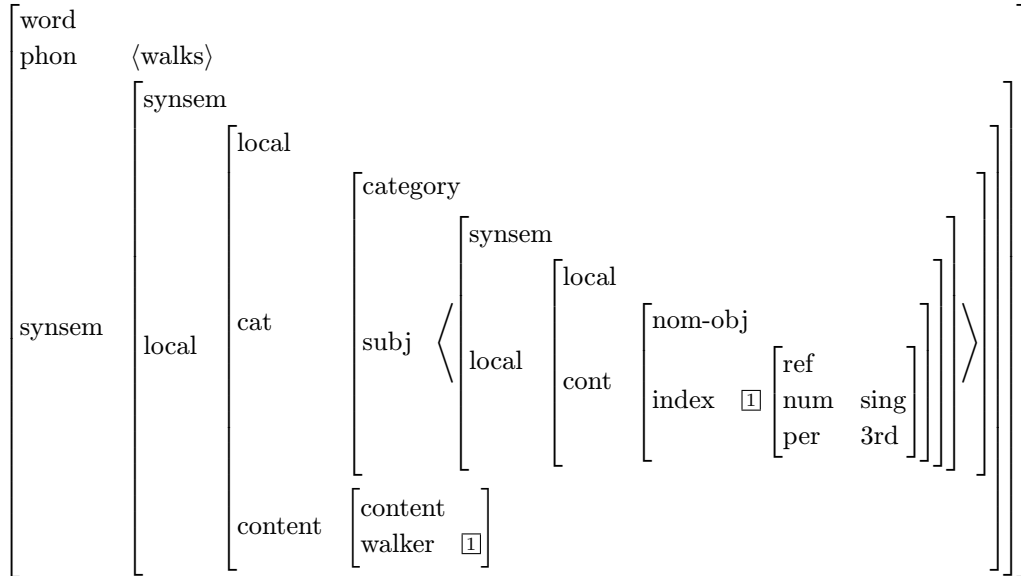 word
phon ⟨walks⟩
synsem
local
category
synsem
local
nom-obj
ref
synsem local cat subj ⟨ local cont index 1 num sing ⟩
per 3rd
content
content walker 1